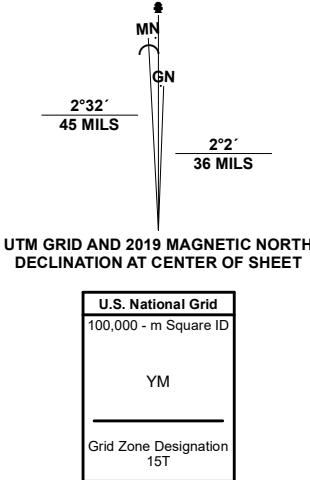 MN
GN
2°32´
45 MILS
2°2´
36 MILS
UTM GRID AND 2019 MAGNETIC NORTH
DECLINATION AT CENTER OF SHEET
U.S. National Grid
100,000 - m Square ID
YM
Grid Zone Designation
15T